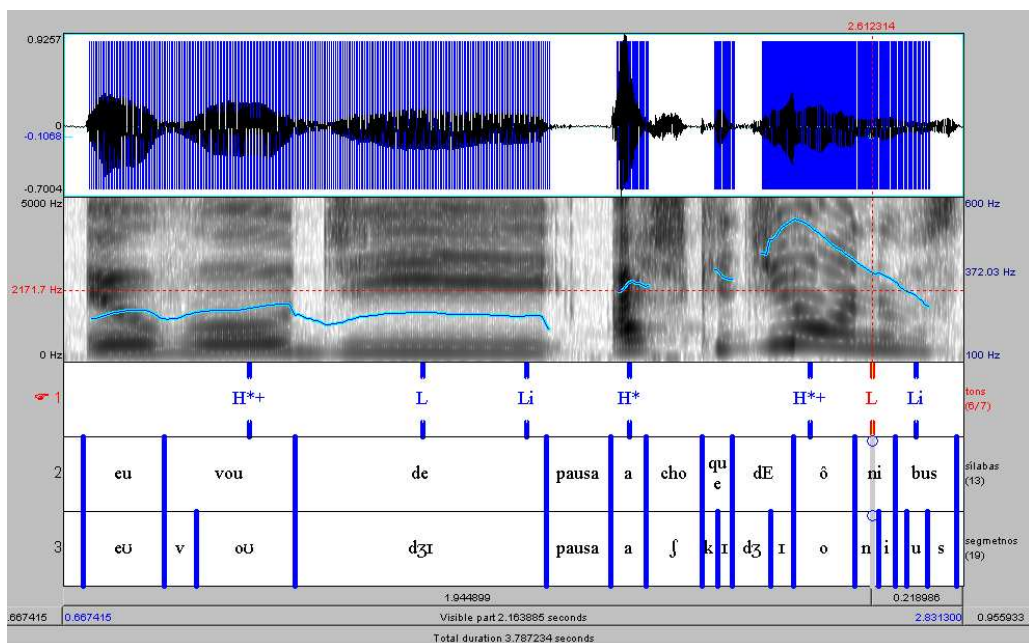 2.612314
0.9257
0
-0.1068
-0.7004
5000 Hz
600 Hz
2171.7 Hz
372.03 Hz
0 Hz
100 Hz
1 H*+ L Li H* H*+ L Li tons
(6/7)
2 eu vou de pausa a cho qu
e dE ô ni bus sílabas
(13)
3 eʊ v oʊ dʒɪ pausa a ʃ k ɪ dʒ ɪ o n i u s segmetnos
(19)
1.944899 0.218986
.667415 0.667415 Visible part 2.163885 seconds 2.831300 0.955933
Total duration 3.787234 seconds